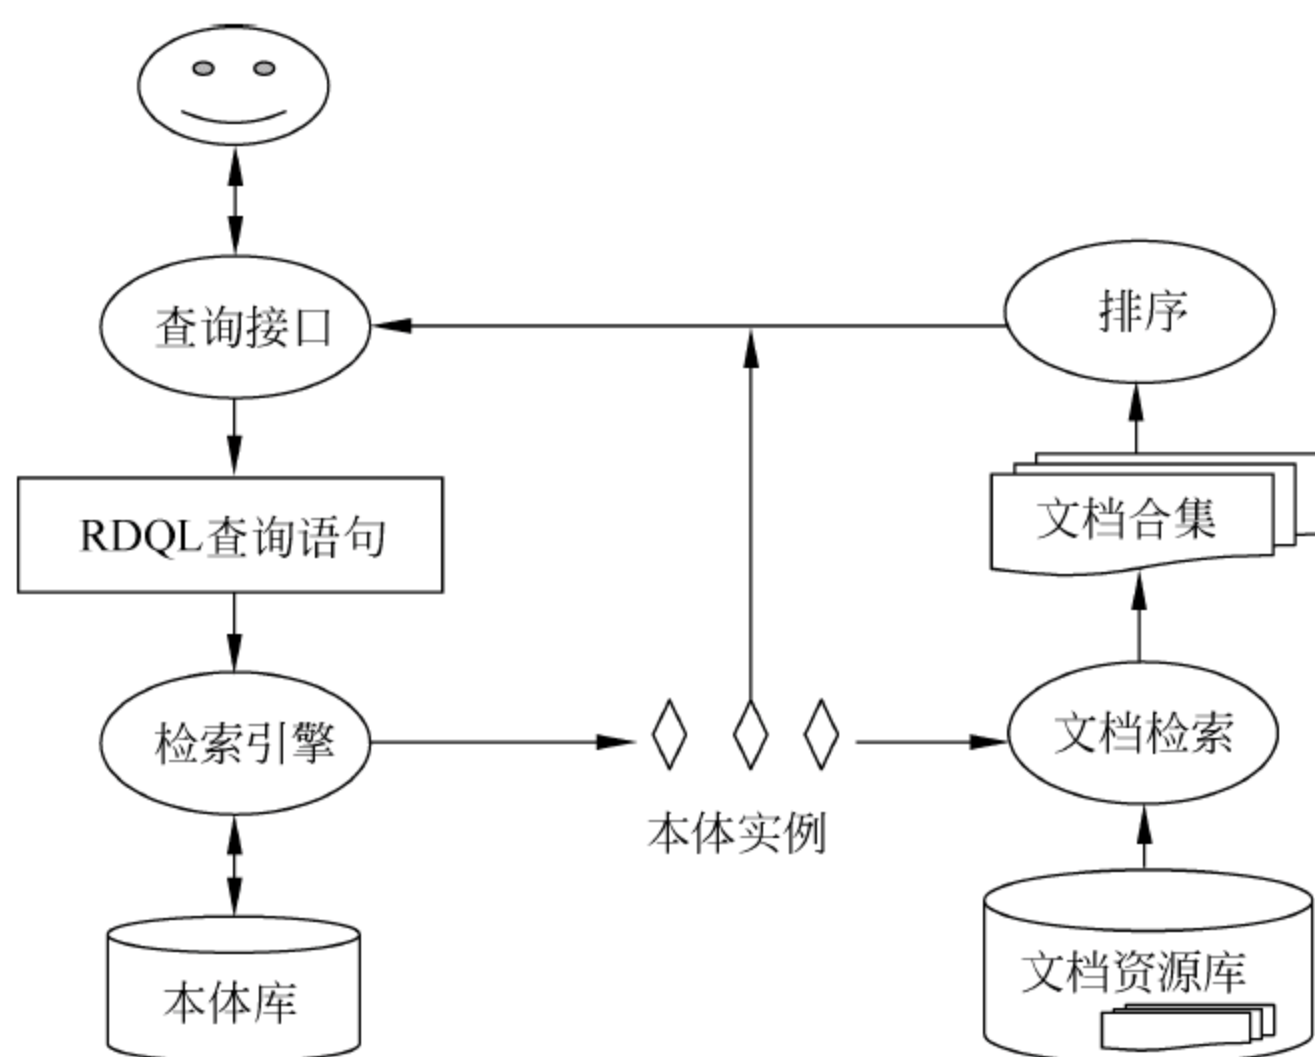 查询接口
排序
RDQL查询语句
文档合集
检索引擎
文档检索
本体实例
本体库
文档资源库